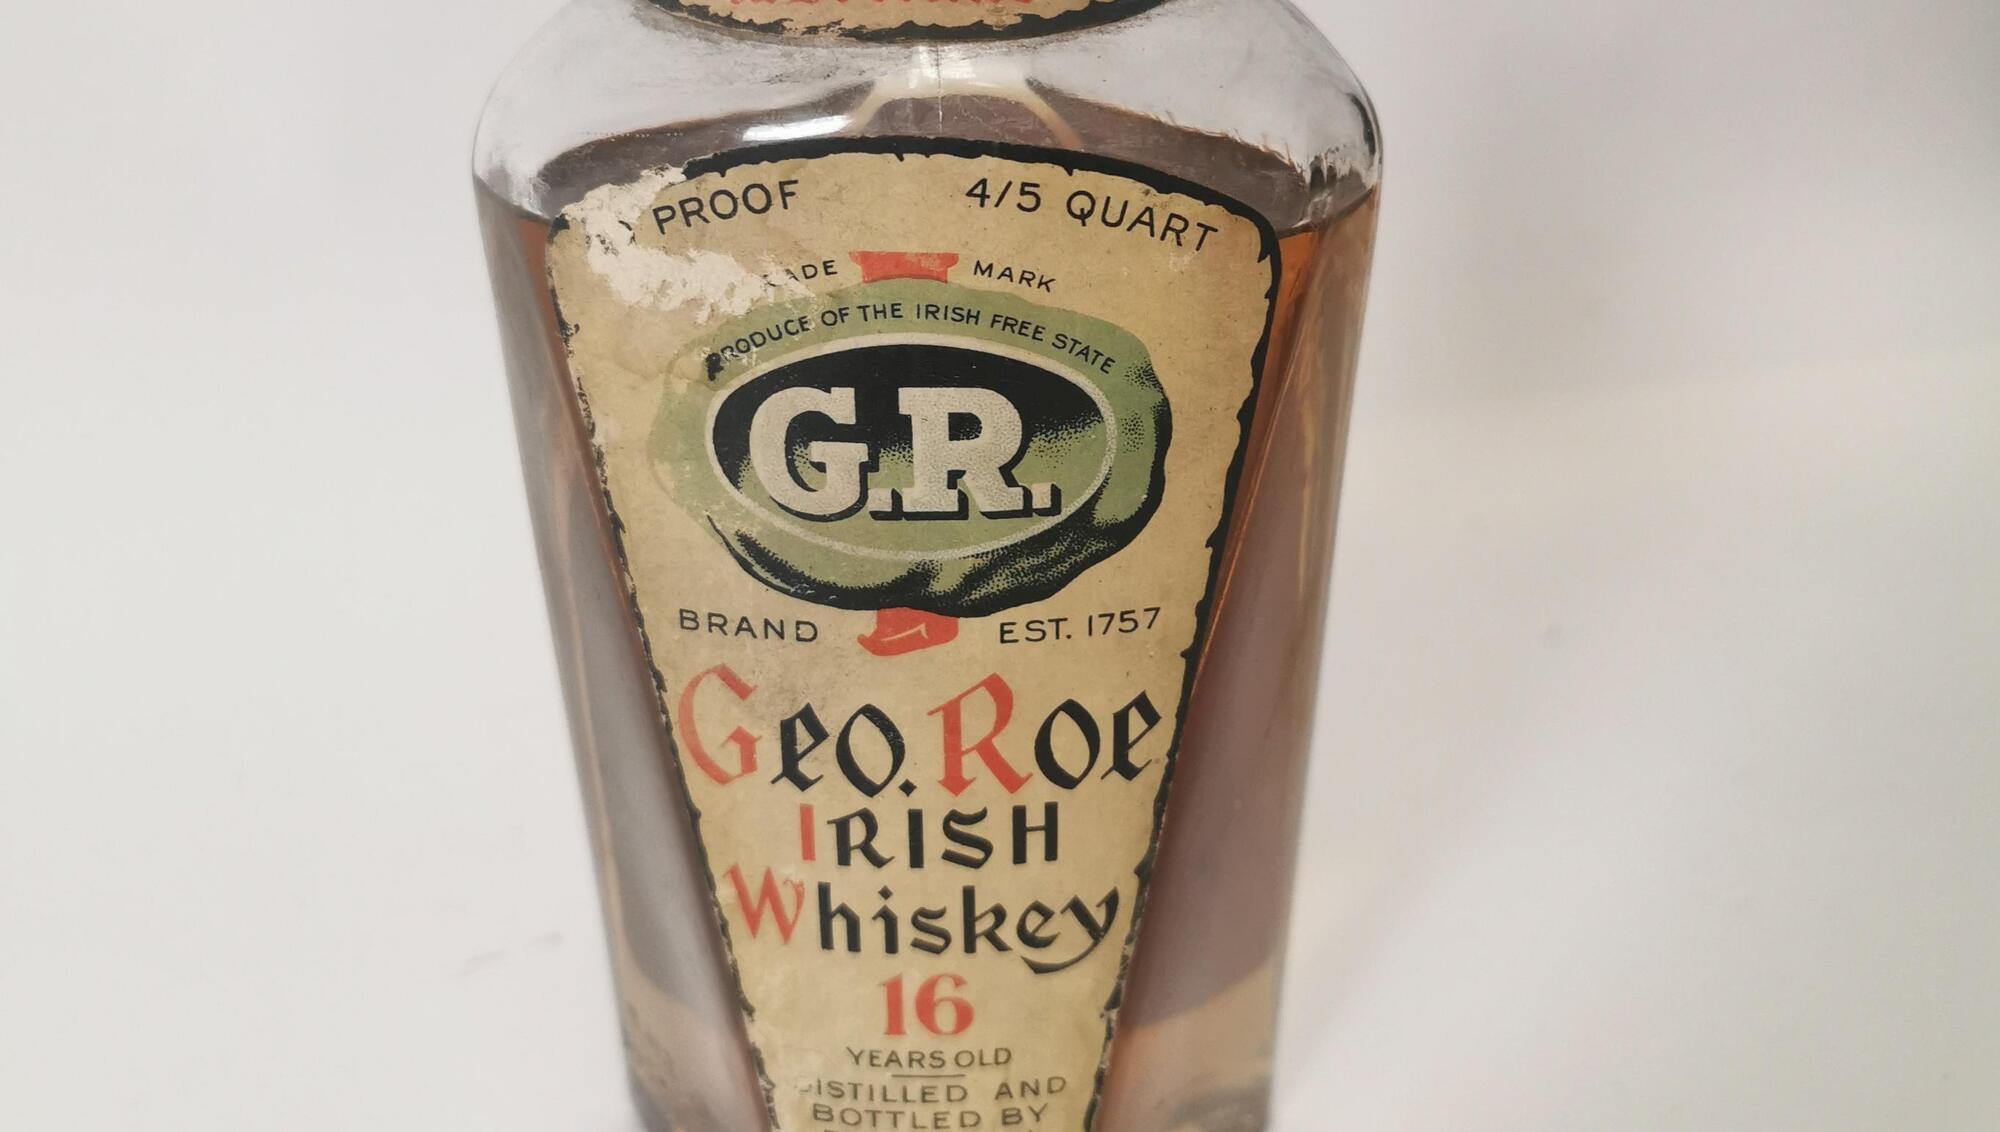 PROOF 4/5 QUART
MARK
PRODUCE OF THE IRISH FREE STATE
G.R.
BRAND EST. 1757
Geo. Roe
IRISH
Whiskey
16
YEARS OLD
DISTILLED AND
BOTTLED BY